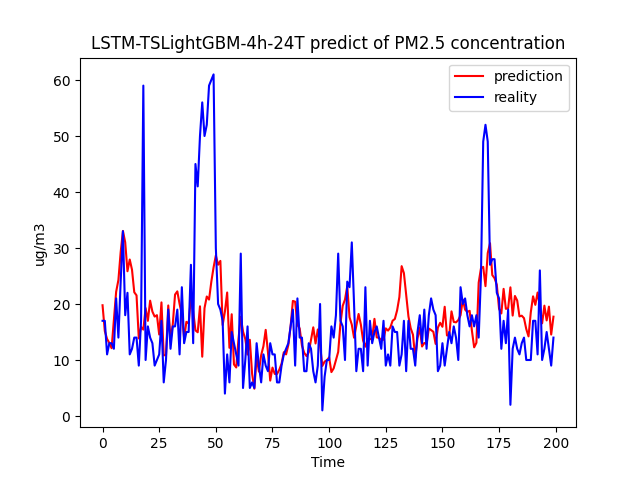 LSTM-TSLightGBM-4h-24T predict of PM2.5 concentration
prediction
reality
60
50
40
30
20
10
0
ug/m3
0 25 50 75 100 125 150 175 200
Time